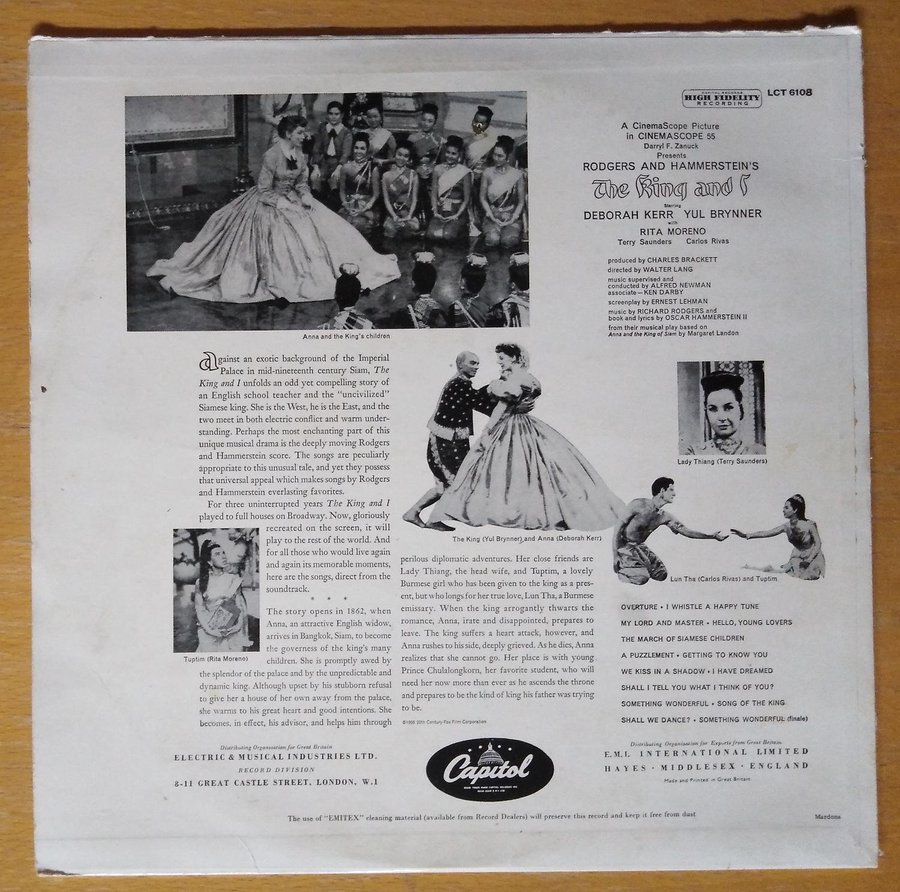 CAPITOL RECORDS
HIGH FIDELITY
RECORDING
LCT 6108
A CinemaScope Picture
in CINEMASCOPE 55
Darryl F. Zanuck
Presents
RODGERS AND HAMMERSTEIN'S
The King and I
Starring
DEBORAH KERR YUL BRYNNER
with
RITA MORENO
Terry Saunders Carlos Rivas
produced by CHARLES BRACKETT
directed by WALTER LANG
music supervised and
conducted by ALFRED NEWMAN
associate—KEN DARBY
screenplay by ERNEST LEHMAN
music by RICHARD RODGERS and
book and lyrics by OSCAR HAMMERSTEIN II
from their musical play based on
Anna and the King of Siam by Margaret Landon
Anna and the King's children
against an exotic background of the Imperial
Palace in mid-nineteenth century Siam, The
King and I unfolds an odd yet compelling story of
an English school teacher and the "uncivilized"
Siamese king. She is the West, he is the East, and the
two meet in both electric conflict and warm under-
standing. Perhaps the most enchanting part of this
unique musical drama is the deeply moving Rodgers
and Hammerstein score. The songs are peculiarly
appropriate to this unusual tale, and yet they possess
that universal appeal which makes songs by Rodgers
and Hammerstein everlasting favorites.
For three uninterrupted years The King and I
played to full houses on Broadway. Now, gloriously
recreated on the screen, it will
play to the rest of the world. And
for all those who would live again
and again its memorable moments,
here are the songs, direct from the
soundtrack.
* * *
The story opens in 1862, when
Anna, an attractive English widow,
arrives in Bangkok, Siam, to become
the governess of the king's many
children. She is promptly awed by
the splendor of the palace and by the unpredictable and
dynamic king. Although upset by his stubborn refusal
to give her a house of her own away from the palace,
she warms to his great heart and good intentions. She
becomes, in effect, his advisor, and helps him through
Tuptim (Rita Moreno)
The King (Yul Brynner) and Anna (Deborah Kerr)
perilous diplomatic adventures. Her close friends are
Lady Thiang, the head wife, and Tuptim, a lovely
Burmese girl who has been given to the king as a pres-
ent, but who longs for her true love, Lun Tha, a Burmese
emissary. When the king arrogantly thwarts the
romance, Anna, irate and disappointed, prepares to
leave. The king suffers a heart attack, however, and
Anna rushes to his side, deeply grieved. As he dies, Anna
realizes that she cannot go. Her place is with young
Prince Chulalongkorn, her favorite student, who will
need her now more than ever as he ascends the throne
and prepares to be the kind of king his father was trying
to be.
©1956 20th Century-Fox Film Corporation
Lady Thiang (Terry Saunders)
Lun Tha (Carlos Rivas) and Tuptim
OVERTURE • I WHISTLE A HAPPY TUNE
MY LORD AND MASTER • HELLO, YOUNG LOVERS
THE MARCH OF SIAMESE CHILDREN
A PUZZLEMENT • GETTING TO KNOW YOU
WE KISS IN A SHADOW • I HAVE DREAMED
SHALL I TELL YOU WHAT I THINK OF YOU?
SOMETHING WONDERFUL • SONG OF THE KING
SHALL WE DANCE? • SOMETHING WONDERFUL (finale)
Distributing Organisation for Great Britain
ELECTRIC & MUSICAL INDUSTRIES LTD.
RECORD DIVISION
8-11 GREAT CASTLE STREET, LONDON, W.1
Capitol
Distributing Organisation for Exports from Great Britain
E.M.I. INTERNATIONAL LIMITED
HAYES · MIDDLESEX · ENGLAND
Made and Printed in Great Britain
The use of "EMITEX" cleaning material (available from Record Dealers) will preserve this record and keep it free from dust
Mardons